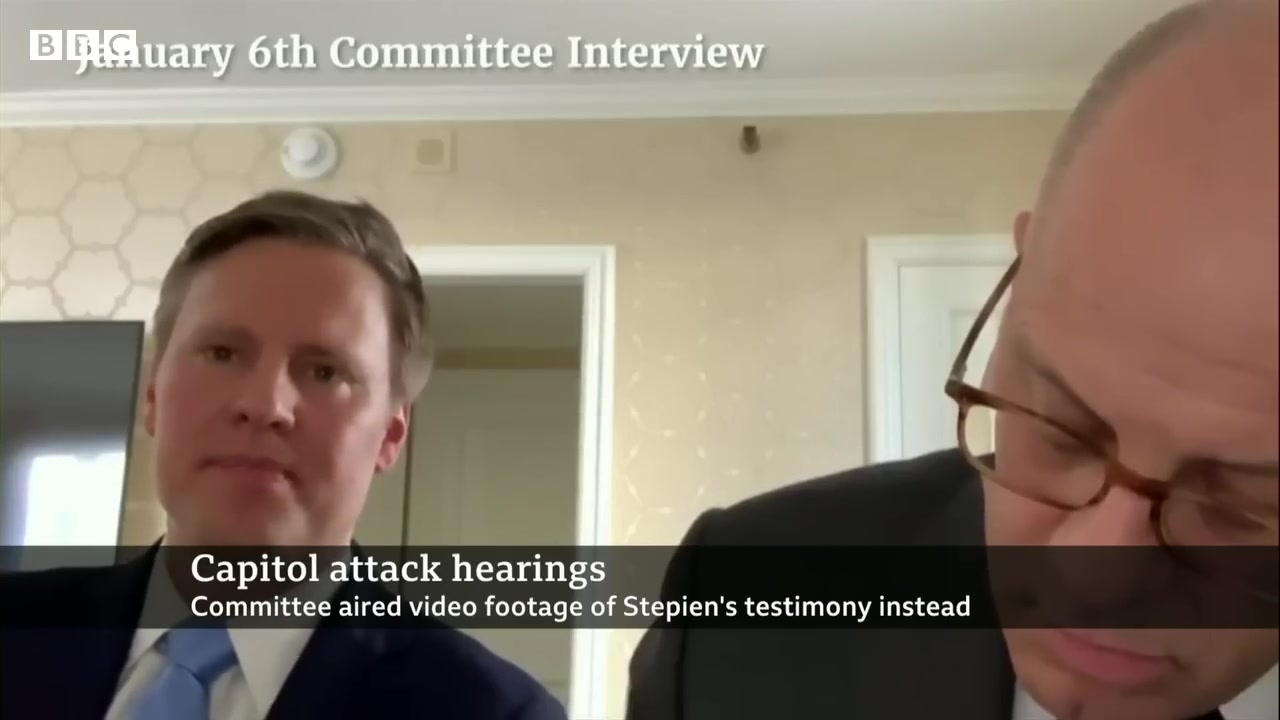 BBC
January 6th Committee Interview
Capitol attack hearings
Committee aired video footage of Stepien's testimony instead